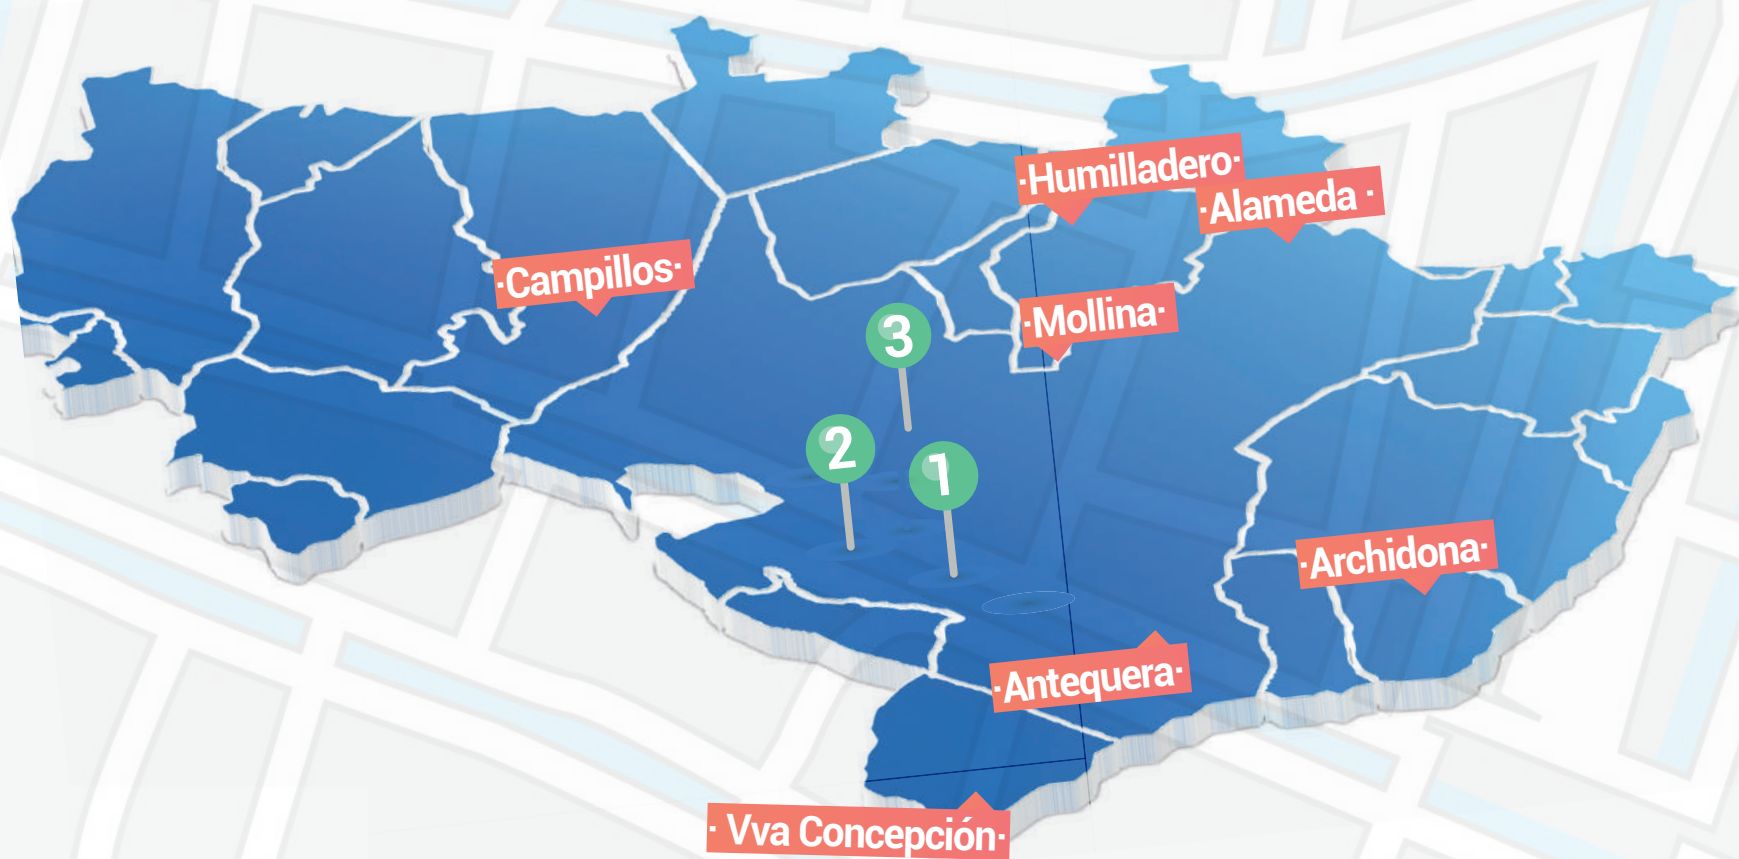 ·Humilladero·
·Alameda ·
·Campillos·
·Mollina·
3
2
1
·Archidona·
·Antequera·
· Vva Concepción·